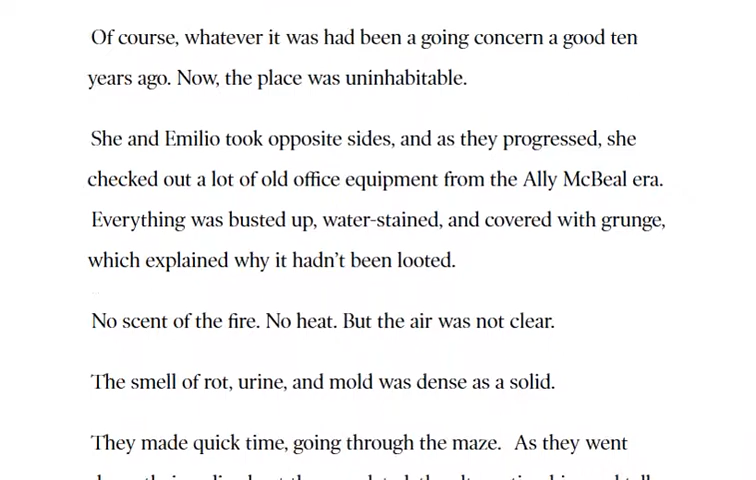 Of course, whatever it was had been a going concern a good ten
years ago. Now, the place was uninhabitable.
She and Emilio took opposite sides, and as they progressed, she
checked out a lot of old office equipment from the Ally McBeal era.
Everything was busted up, water-stained, and covered with grunge,
which explained why it hadn’t been looted.
No scent of the fire. No heat. But the air was not clear.
The smell of rot, urine, and mold was dense as a solid.
They made quick time, going through the maze. As they went